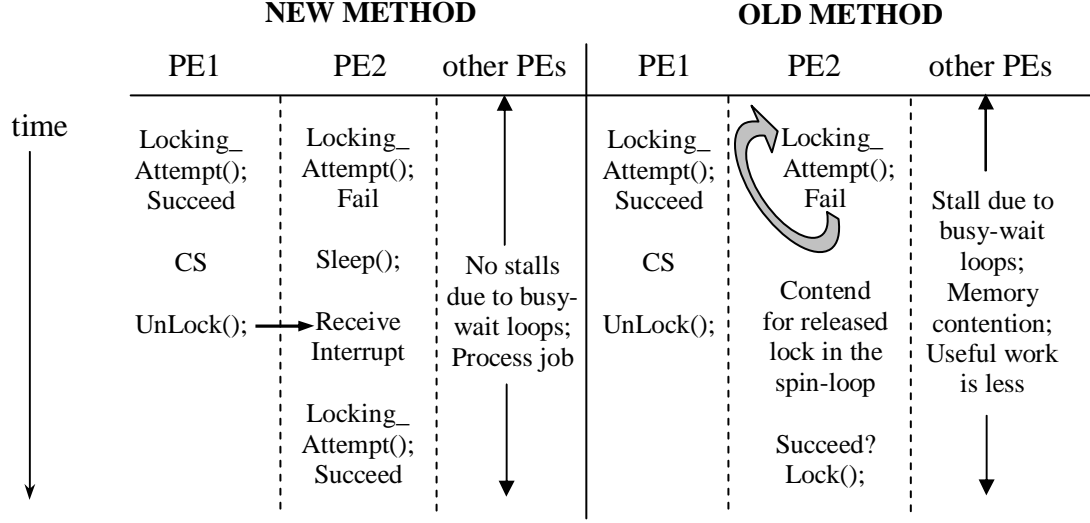 NEW METHOD
OLD METHOD
PE1
PE2
other PEs
PE1
PE2
other PEs
time
Locking_
Attempt();
Succeed
CS
UnLock();
Locking_
Attempt();
Fail
Sleep();
Receive
Interrupt
Locking_
Attempt();
Succeed
No stalls
due to busy-
wait loops;
Process job
Locking_
Attempt();
Succeed
CS
UnLock();
Locking_
Attempt();
Fail
Contend
for released
lock in the
spin-loop
Succeed?
Lock();
Stall due to
busy-wait
loops;
Memory
contention;
Useful work
is less